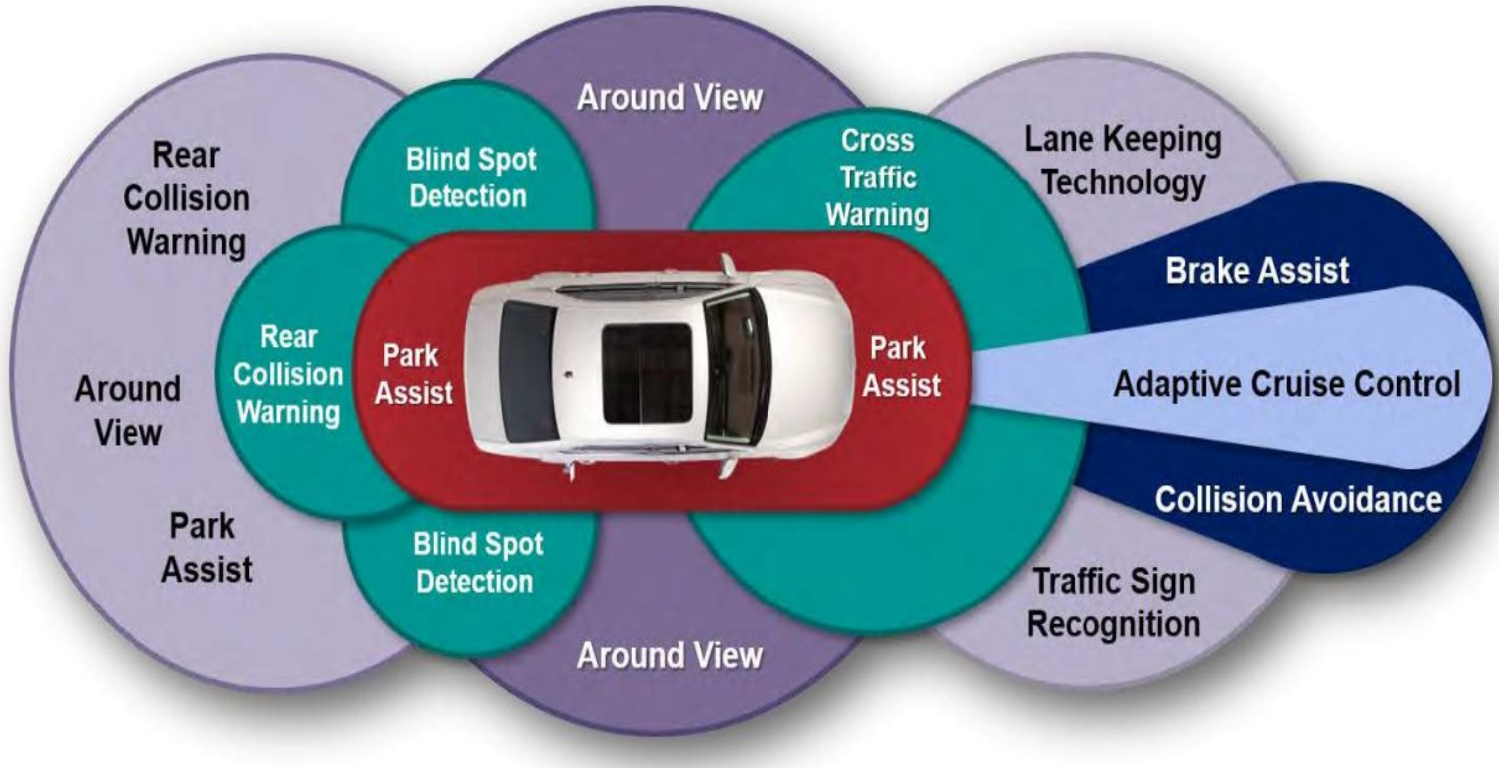 Rear
Collision
Warning
Around
View
Park
Assist
Rear
Collision
Warning
Blind Spot
Detection
Blind Spot
Detection
Park
Assist
Around View
Around View
Park
Assist
Cross
Traffic
Warning
Lane Keeping
Technology
Brake Assist
Adaptive Cruise Control
Collision Avoidance
Traffic Sign
Recognition